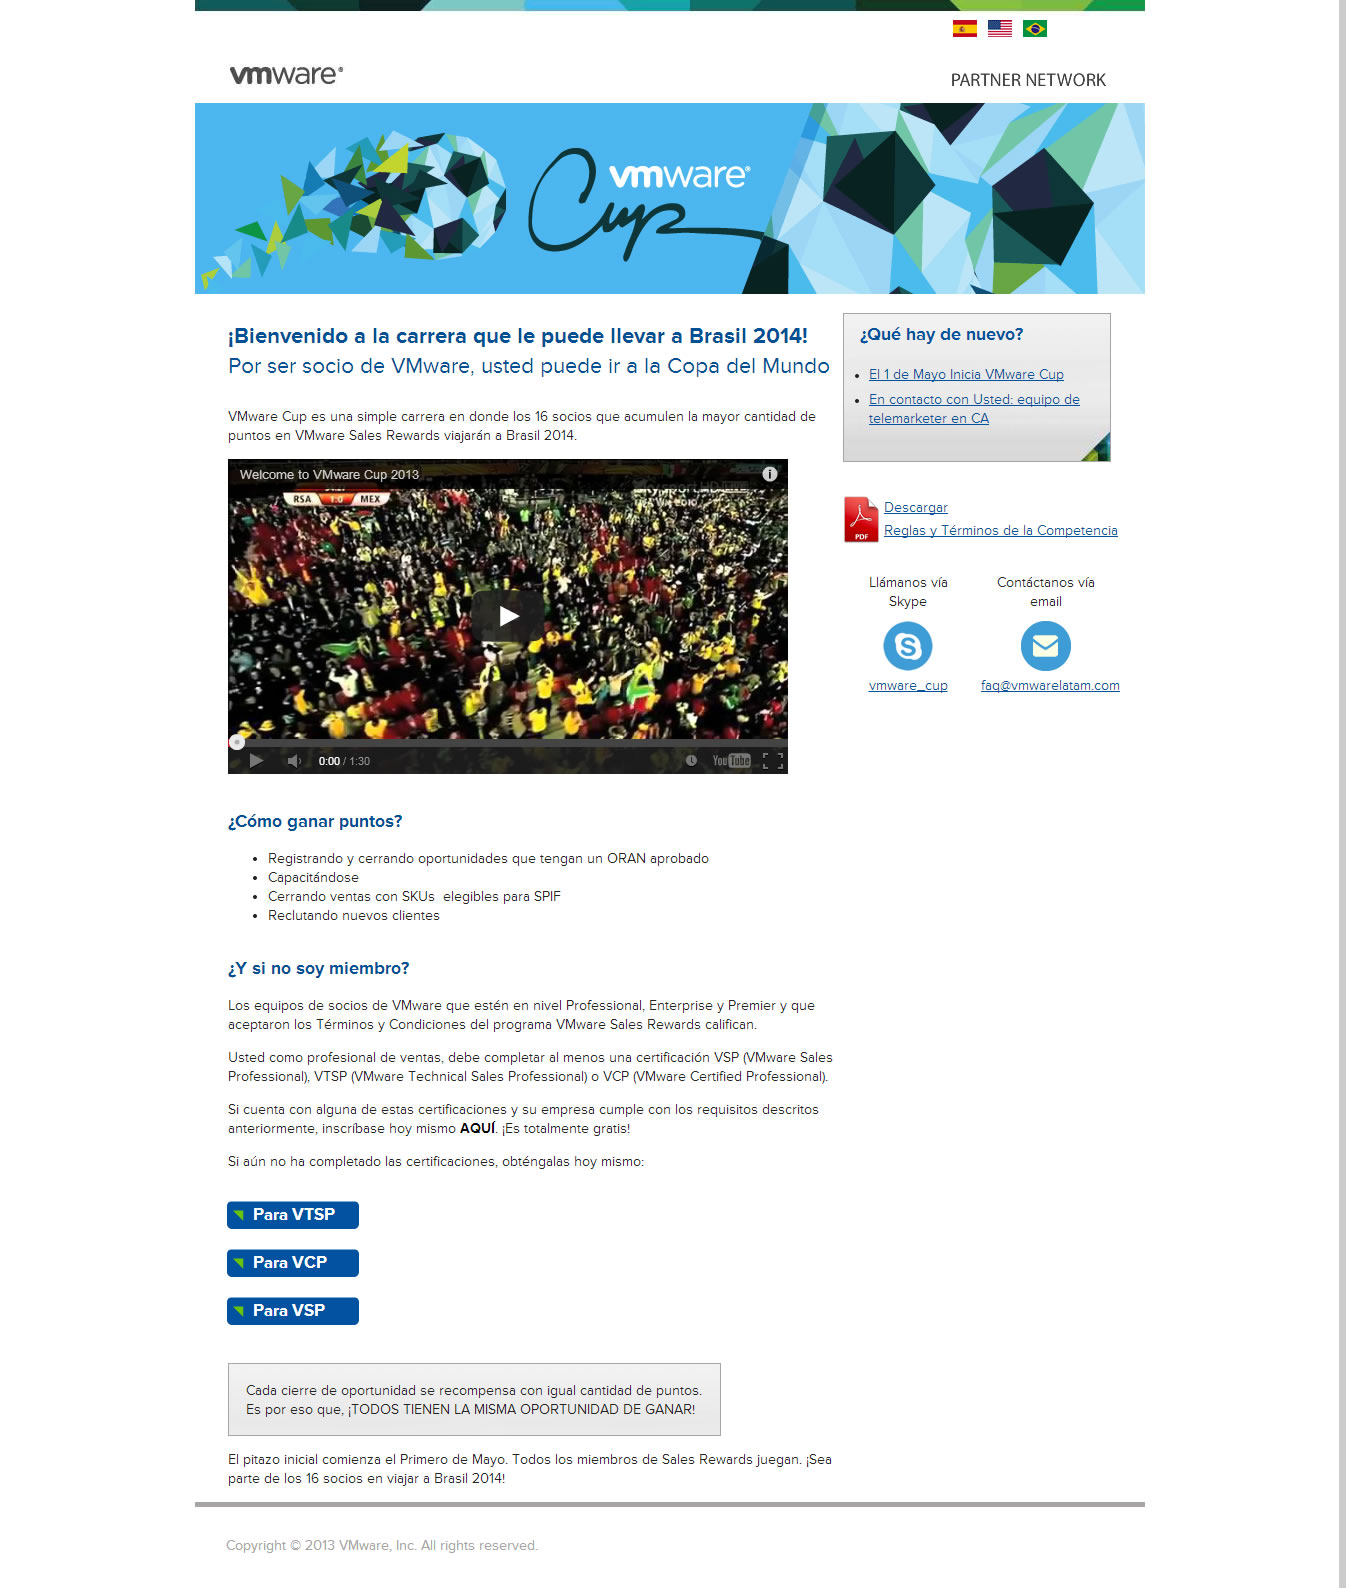 vmware®
PARTNER NETWORK
vmware®
Cup
¡Bienvenido a la carrera que le puede llevar a Brasil 2014!
Por ser socio de VMware, usted puede ir a la Copa del Mundo
VMware Cup es una simple carrera en donde los 16 socios que acumulen la mayor cantidad de
puntos en VMware Sales Rewards viajarán a Brasil 2014.
Welcome to VMware Cup 2013
RSA 1:0 MEX
0:00 / 1:30
YouTube
¿Cómo ganar puntos?
• Registrando y cerrando oportunidades que tengan un ORAN aprobado
• Capacitándose
• Cerrando ventas con SKUs  elegibles para SPIF
• Reclutando nuevos clientes
¿Y si no soy miembro?
Los equipos de socios de VMware que estén en nivel Professional, Enterprise y Premier y que
aceptaron los Términos y Condiciones del programa VMware Sales Rewards califican.
Usted como profesional de ventas, debe completar al menos una certificación VSP (VMware Sales
Professional), VTSP (VMware Technical Sales Professional) o VCP (VMware Certified Professional).
Si cuenta con alguna de estas certificaciones y su empresa cumple con los requisitos descritos
anteriormente, inscríbase hoy mismo AQUÍ. ¡Es totalmente gratis!
Si aún no ha completado las certificaciones, obténgalas hoy mismo:
Para VTSP
Para VCP
Para VSP
Cada cierre de oportunidad se recompensa con igual cantidad de puntos.
Es por eso que, ¡TODOS TIENEN LA MISMA OPORTUNIDAD DE GANAR!
El pitazo inicial comienza el Primero de Mayo. Todos los miembros de Sales Rewards juegan. ¡Sea
parte de los 16 socios en viajar a Brasil 2014!
¿Qué hay de nuevo?
• El 1 de Mayo Inicia VMware Cup
• En contacto con Usted: equipo de
telemarketer en CA
PDF
Descargar
Reglas y Términos de la Competencia
Llámanos vía
Skype
vmware_cup
Contáctanos vía
email
faq@vmwarelatam.com
Copyright © 2013 VMware, Inc. All rights reserved.